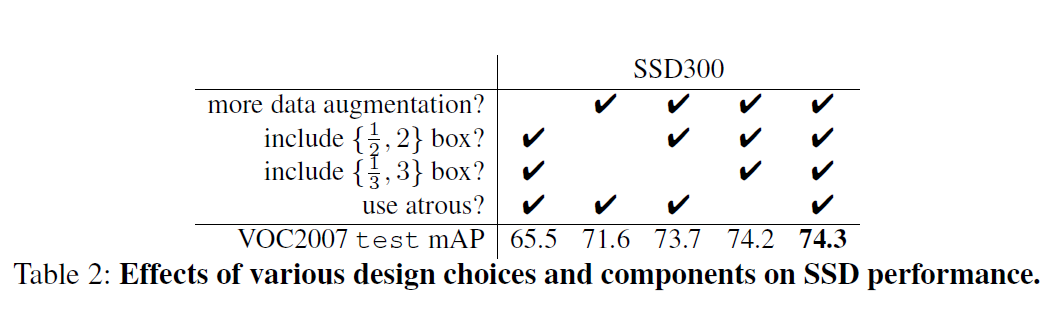 SSD300
more data augmentation? ✔ ✔ ✔ ✔
include {1/2, 2} box? ✔ ✔ ✔ ✔
include {1/3, 3} box? ✔ ✔ ✔
use atrous? ✔ ✔ ✔ ✔
VOC2007 test mAP 65.5 71.6 73.7 74.2 74.3
Table 2: Effects of various design choices and components on SSD performance.